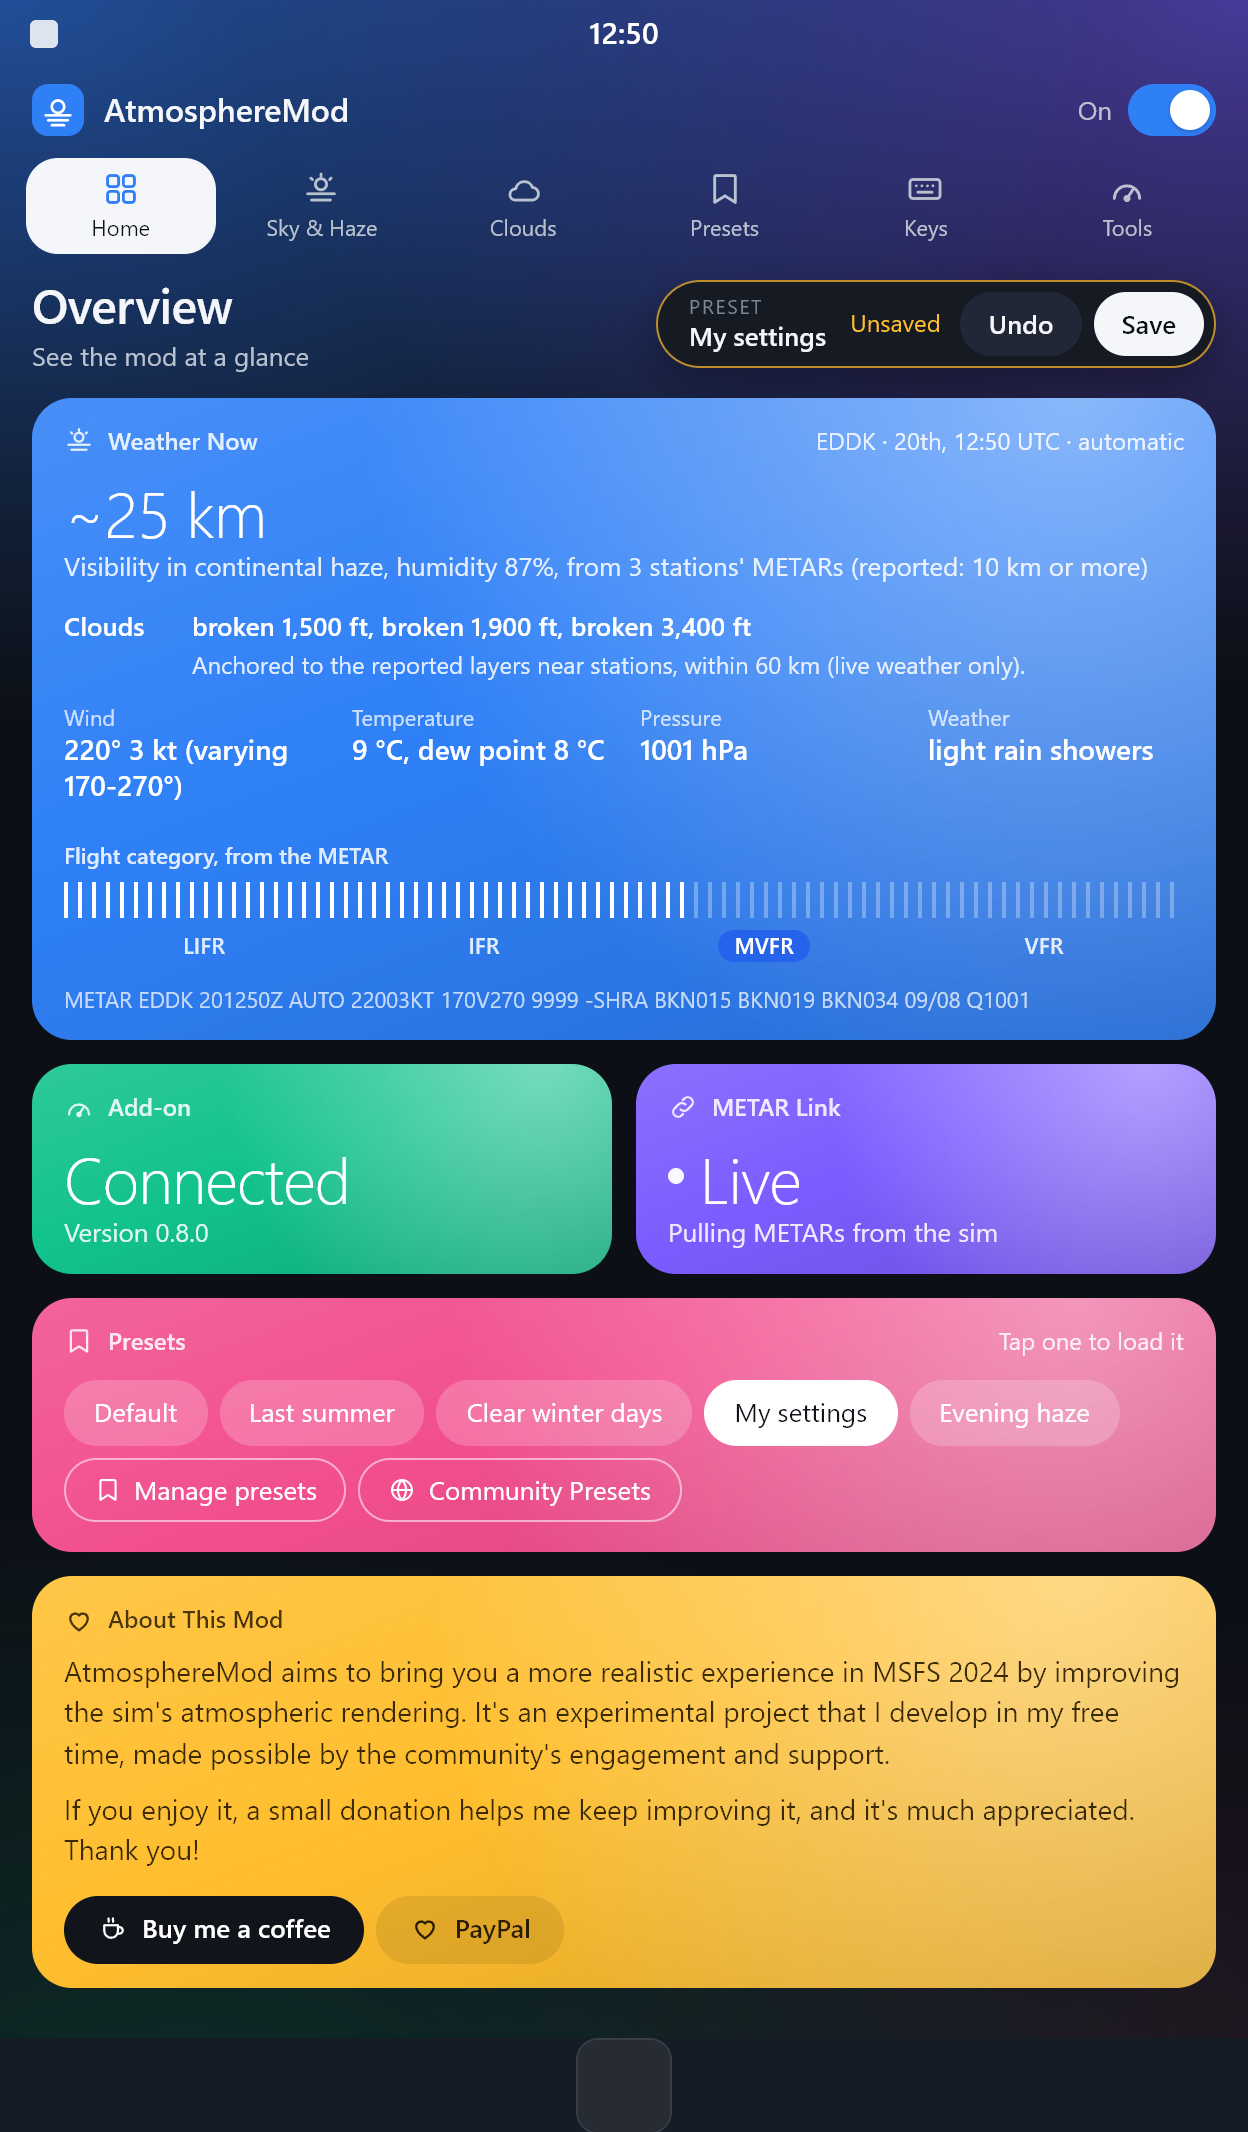 12:50
AtmosphereMod
On
Home
Sky & Haze
Clouds
Presets
Keys
Tools
Overview
See the mod at a glance
PRESET
My settings
Unsaved
Undo
Save
Weather Now
EDDK · 20th, 12:50 UTC · automatic
~25 km
Visibility in continental haze, humidity 87%, from 3 stations' METARs (reported: 10 km or more)
Clouds
broken 1,500 ft, broken 1,900 ft, broken 3,400 ft
Anchored to the reported layers near stations, within 60 km (live weather only).
Wind
220° 3 kt (varying
170-270°)
Temperature
9 °C, dew point 8 °C
Pressure
1001 hPa
Weather
light rain showers
Flight category, from the METAR
LIFR
IFR
MVFR
VFR
METAR EDDK 201250Z AUTO 22003KT 170V270 9999 -SHRA BKN015 BKN019 BKN034 09/08 Q1001
Add-on
Connected
Version 0.8.0
METAR Link
Live
Pulling METARs from the sim
Presets
Tap one to load it
Default
Last summer
Clear winter days
My settings
Evening haze
Manage presets
Community Presets
About This Mod
AtmosphereMod aims to bring you a more realistic experience in MSFS 2024 by improving
the sim's atmospheric rendering. It's an experimental project that I develop in my free
time, made possible by the community's engagement and support.
If you enjoy it, a small donation helps me keep improving it, and it's much appreciated.
Thank you!
Buy me a coffee
PayPal